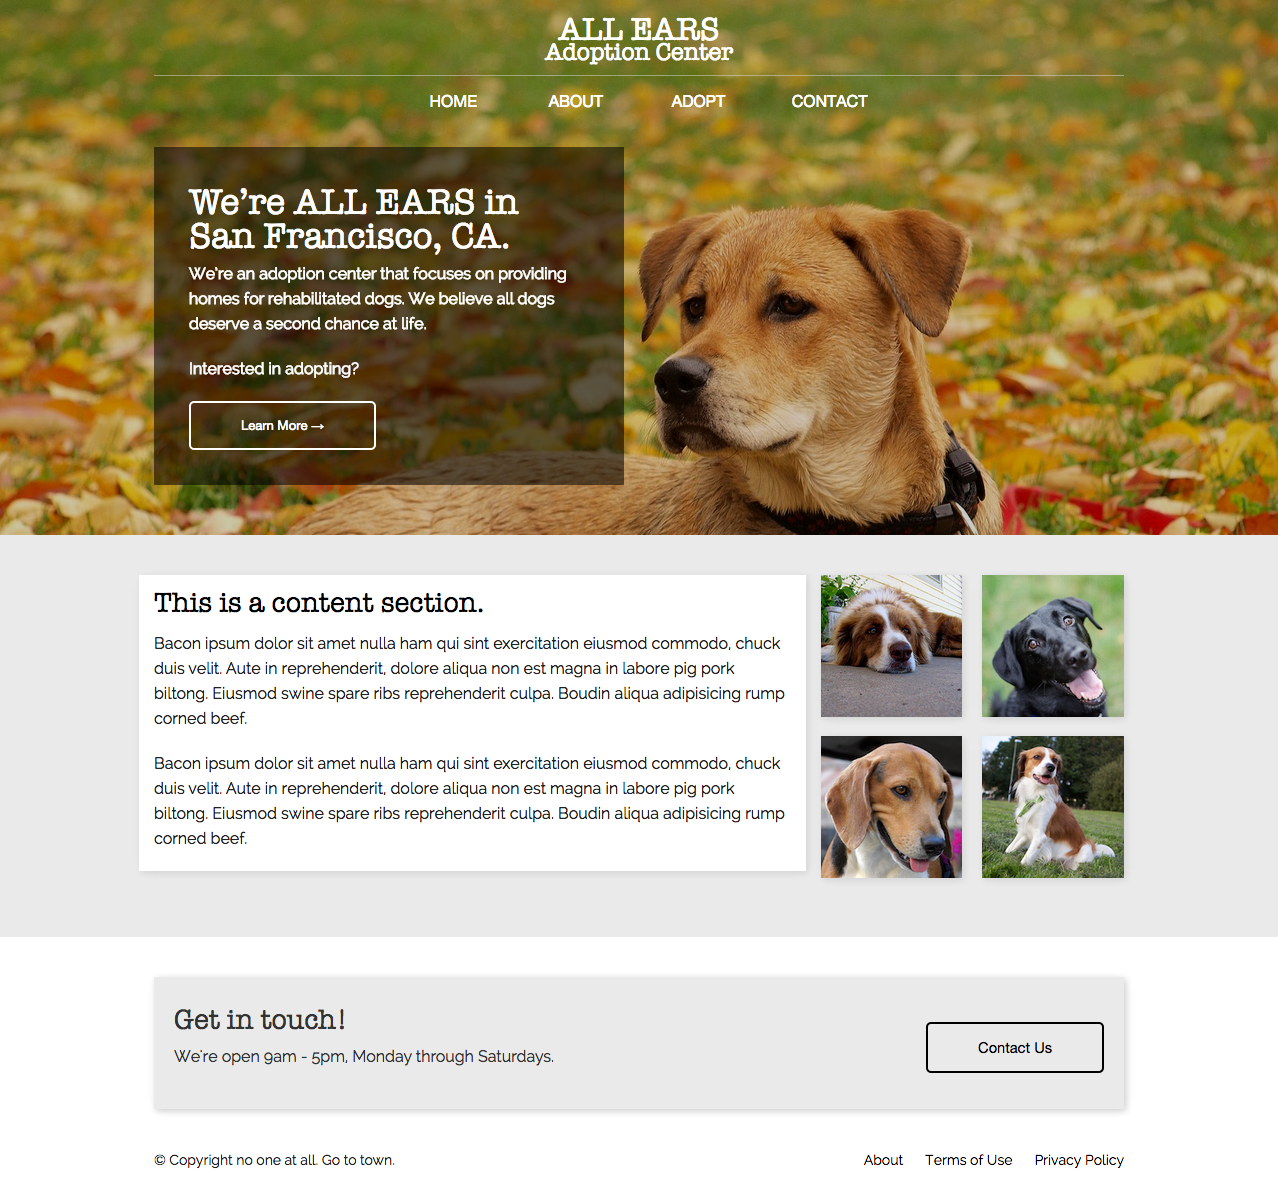 ALL EARS
Adoption Center
HOME ABOUT ADOPT CONTACT
We’re ALL EARS in
San Francisco, CA.
We're an adoption center that focuses on providing
homes for rehabilitated dogs. We believe all dogs
deserve a second chance at life.
Interested in adopting?
Learn More →
This is a content section.
Bacon ipsum dolor sit amet nulla ham qui sint exercitation eiusmod commodo, chuck
duis velit. Aute in reprehenderit, dolore aliqua non est magna in labore pig pork
biltong. Eiusmod swine spare ribs reprehenderit culpa. Boudin aliqua adipisicing rump
corned beef.
Bacon ipsum dolor sit amet nulla ham qui sint exercitation eiusmod commodo, chuck
duis velit. Aute in reprehenderit, dolore aliqua non est magna in labore pig pork
biltong. Eiusmod swine spare ribs reprehenderit culpa. Boudin aliqua adipisicing rump
corned beef.
Get in touch!
We're open 9am - 5pm, Monday through Saturdays.
Contact Us
© Copyright no one at all. Go to town.
About Terms of Use Privacy Policy